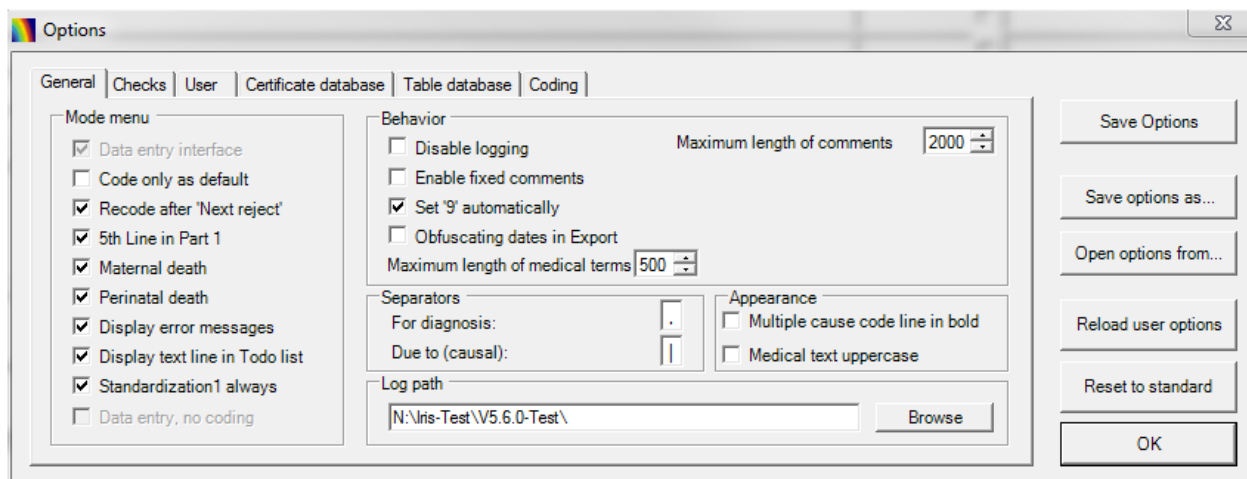 Options
General Checks User Certificate database Table database Coding
Mode menu
Data entry interface
Code only as default
Recode after 'Next reject'
5th Line in Part 1
Maternal death
Perinatal death
Display error messages
Display text line in Todo list
Standardization1 always
Data entry, no coding
Behavior
Disable logging
Maximum length of comments 2000
Enable fixed comments
Set '9' automatically
Obfuscating dates in Export
Maximum length of medical terms 500
Separators
For diagnosis: .
Due to (causal): |
Appearance
Multiple cause code line in bold
Medical text uppercase
Log path
N:\Iris-Test\V5.6.0-Test\
Browse
Save Options
Save options as...
Open options from...
Reload user options
Reset to standard
OK